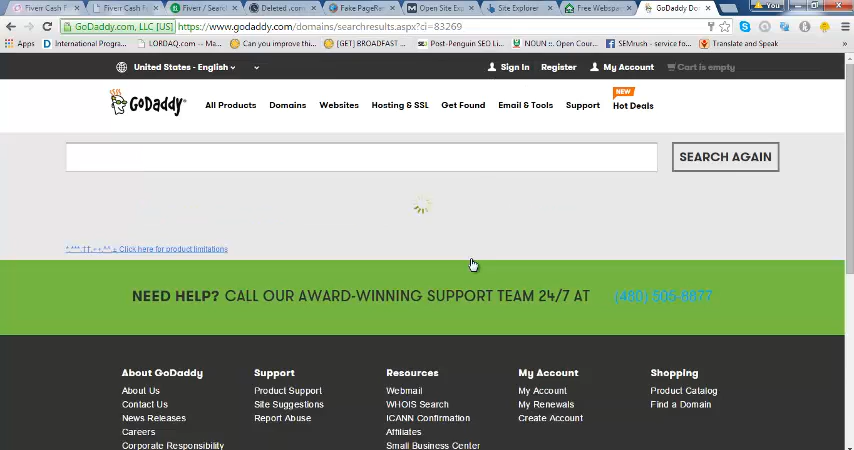 Fiverr Cash F
Fiverr Cash F
Fiverr / Sear
Deleted .com
Fake PageRa
Open Site Exp
Site Explorer
Free Webspa
GoDaddy Do
You
GoDaddy.com, LLC [US]
https://www.godaddy.com/domains/searchresults.aspx?ci=83269
Apps
International Progra...
LORDAQ.com — Ma...
Can you improve thi...
[GET] BROADFAST ...
Post-Penguin SEO Li...
NOUN :: Open Cour...
SEMrush - service fo...
Translate and Speak
United States - English
Sign In
Register
My Account
Cart is empty
GoDaddy
All Products
Domains
Websites
Hosting & SSL
Get Found
Email & Tools
Support
NEW
Hot Deals
SEARCH AGAIN
Click here for product limitations
NEED HELP? CALL OUR AWARD-WINNING SUPPORT TEAM 24/7 AT (480) 505-8877
About GoDaddy
About Us
Contact Us
News Releases
Careers
Corporate Responsibility
Support
Product Support
Site Suggestions
Report Abuse
Resources
Webmail
WHOIS Search
ICANN Confirmation
Affiliates
Small Business Center
My Account
My Account
My Renewals
Create Account
Shopping
Product Catalog
Find a Domain